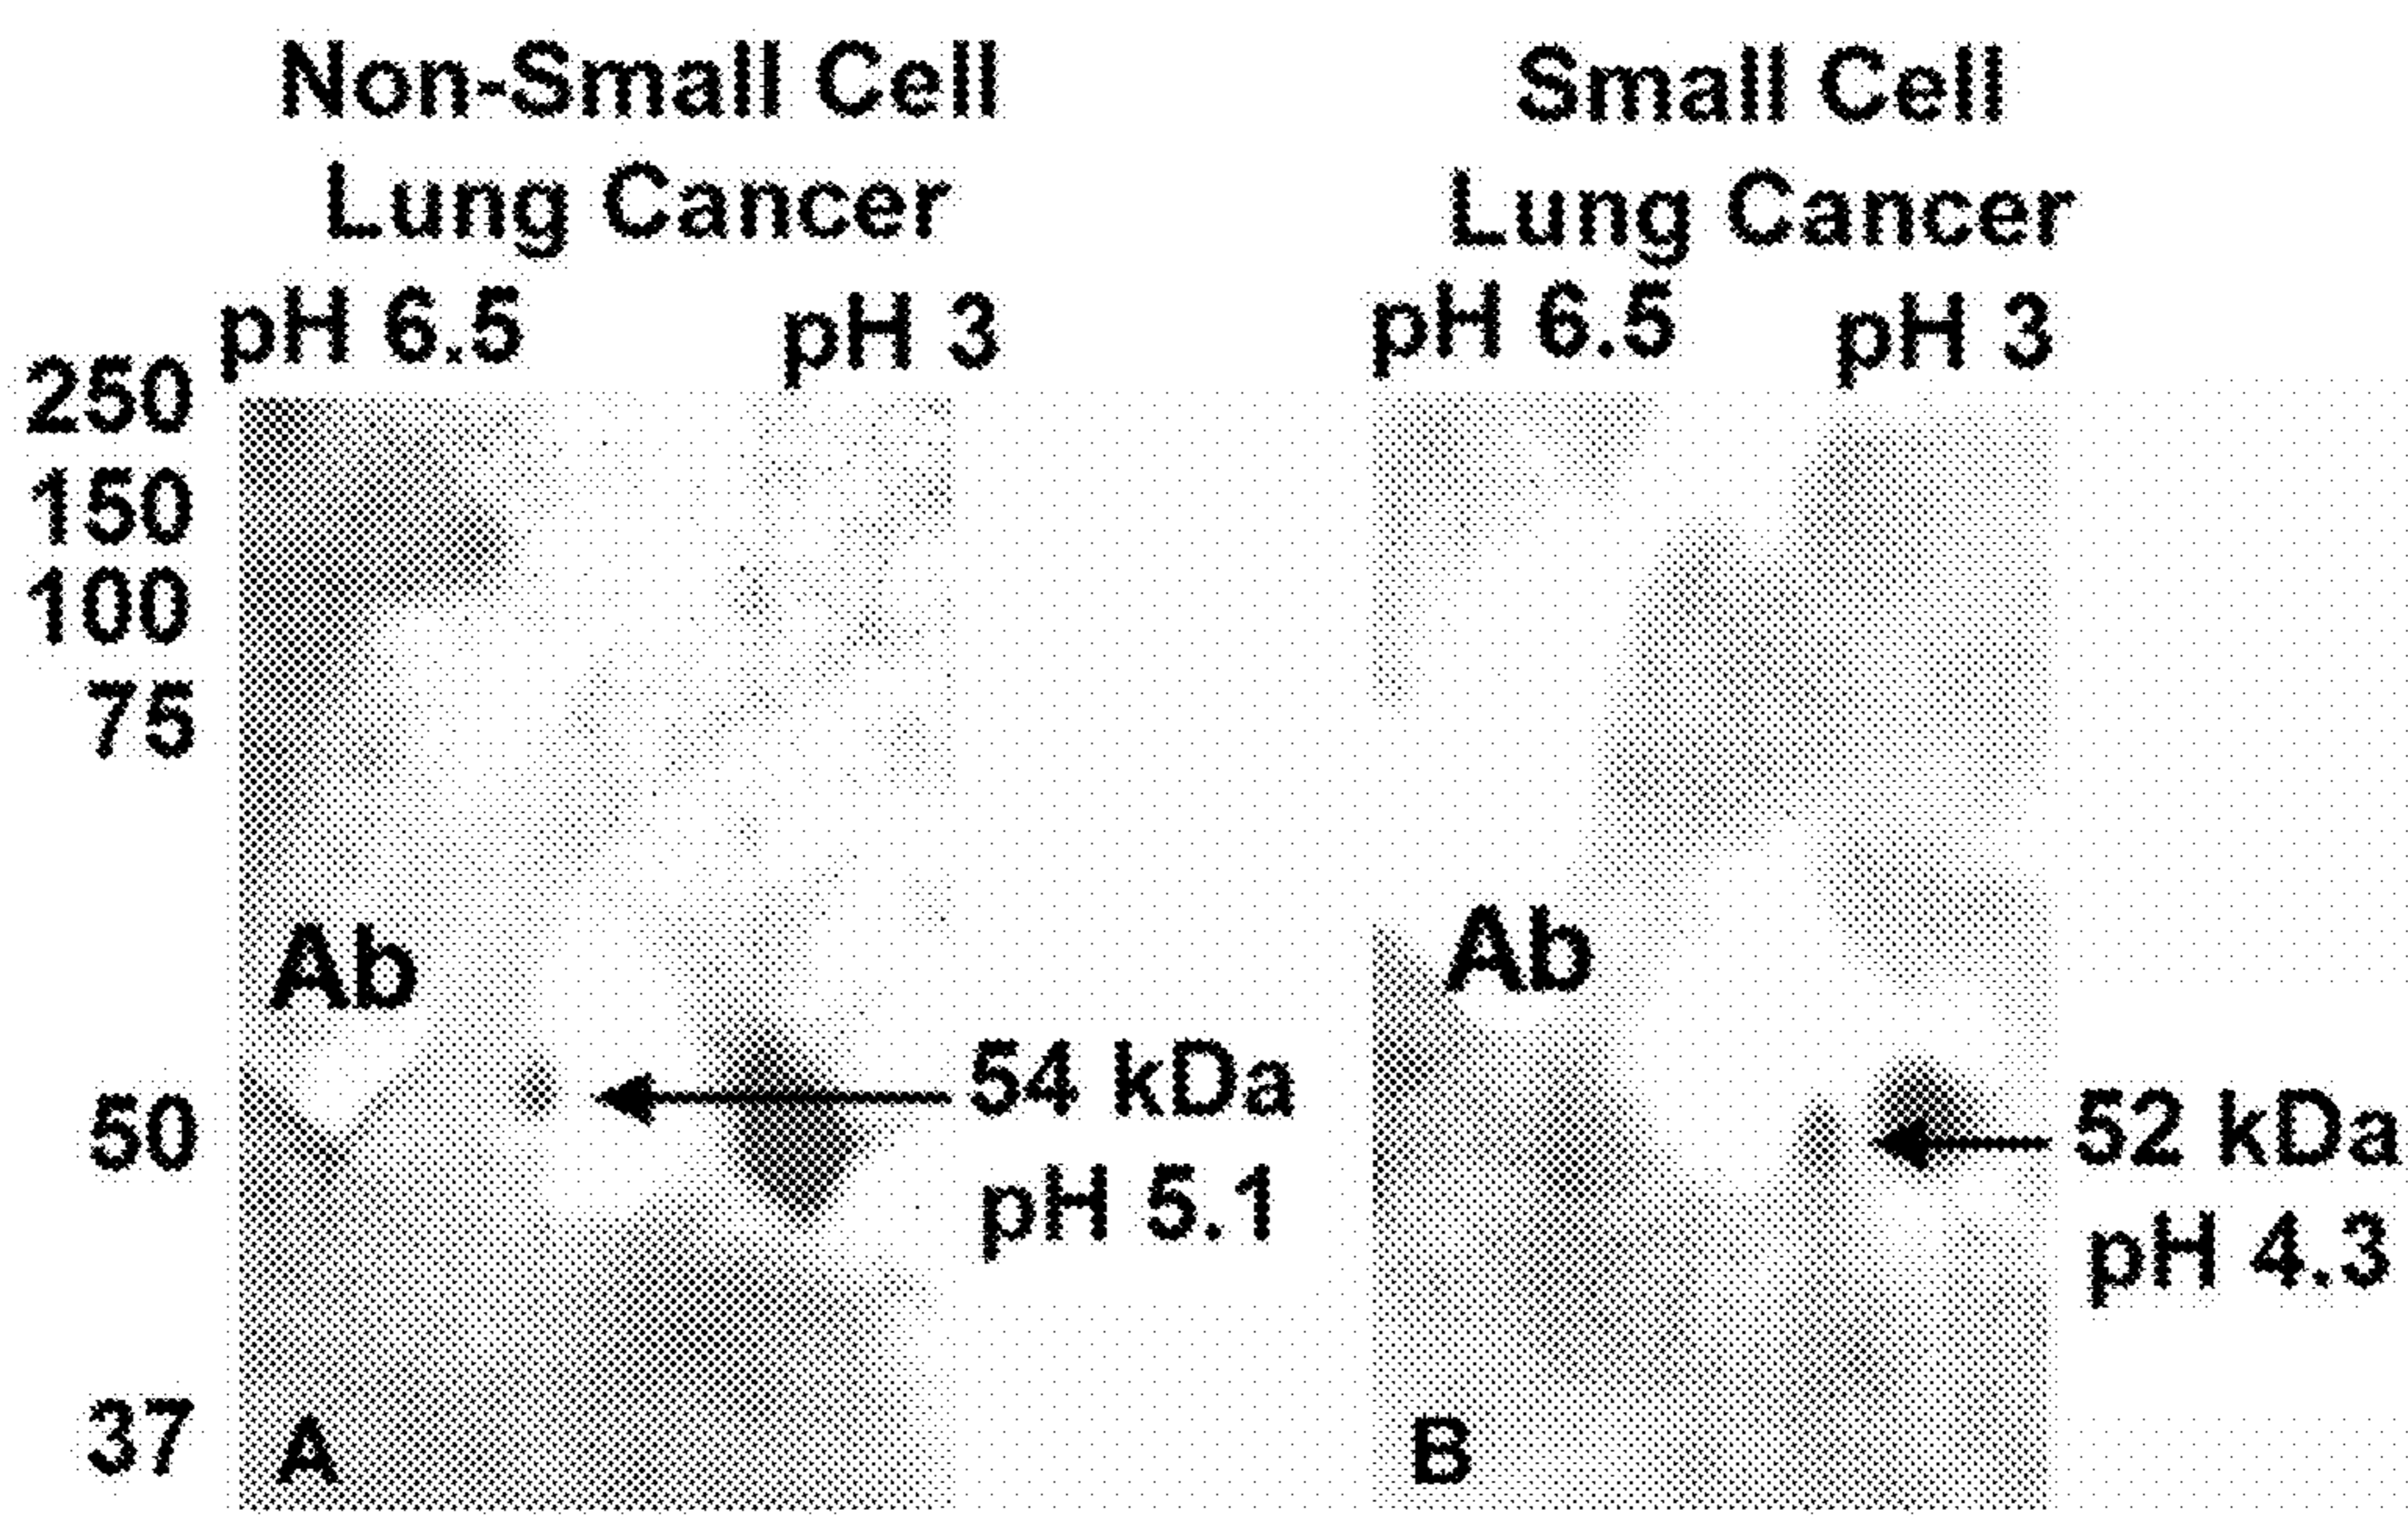 Non-Small Cell
Lung Cancer
pH 6.5 pH 3
250
150
100
75
Ab
50
37
A
54 kDa
pH 5.1
Small Cell
Lung Cancer
pH 6.5 pH 3
Ab
B
52 kDa
pH 4.3